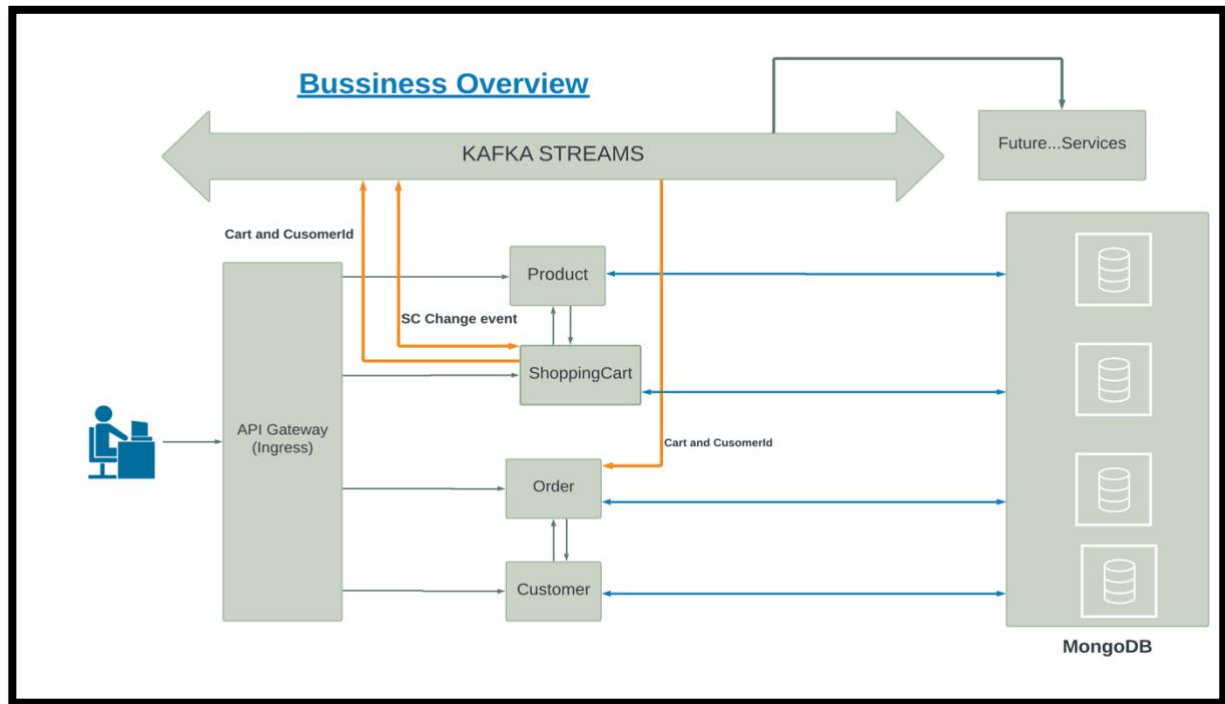 Bussiness Overview
KAFKA STREAMS
Future...Services
Cart and CusomerId
Product
SC Change event
ShoppingCart
API Gateway
(Ingress)
Cart and CusomerId
Order
Customer
MongoDB